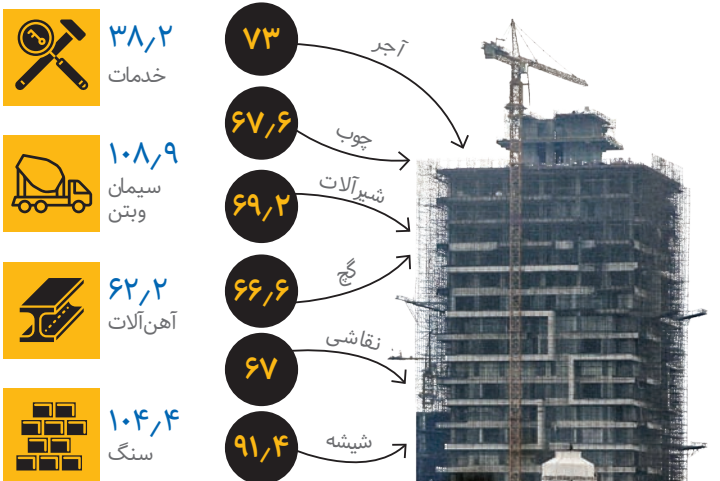 ۳۸٫۲
خدمات
۱۰۸٫۹
سیمان
وبتن
۶۲٫۲
آهن‌آلات
۱۰۴٫۴
سنگ
۷۳
آجر
۶۷٫۶
چوب
۶۹٫۲
شیرآلات
۶۶٫۶
گچ
۶۷
نقاشی
۹۱٫۴
شیشه